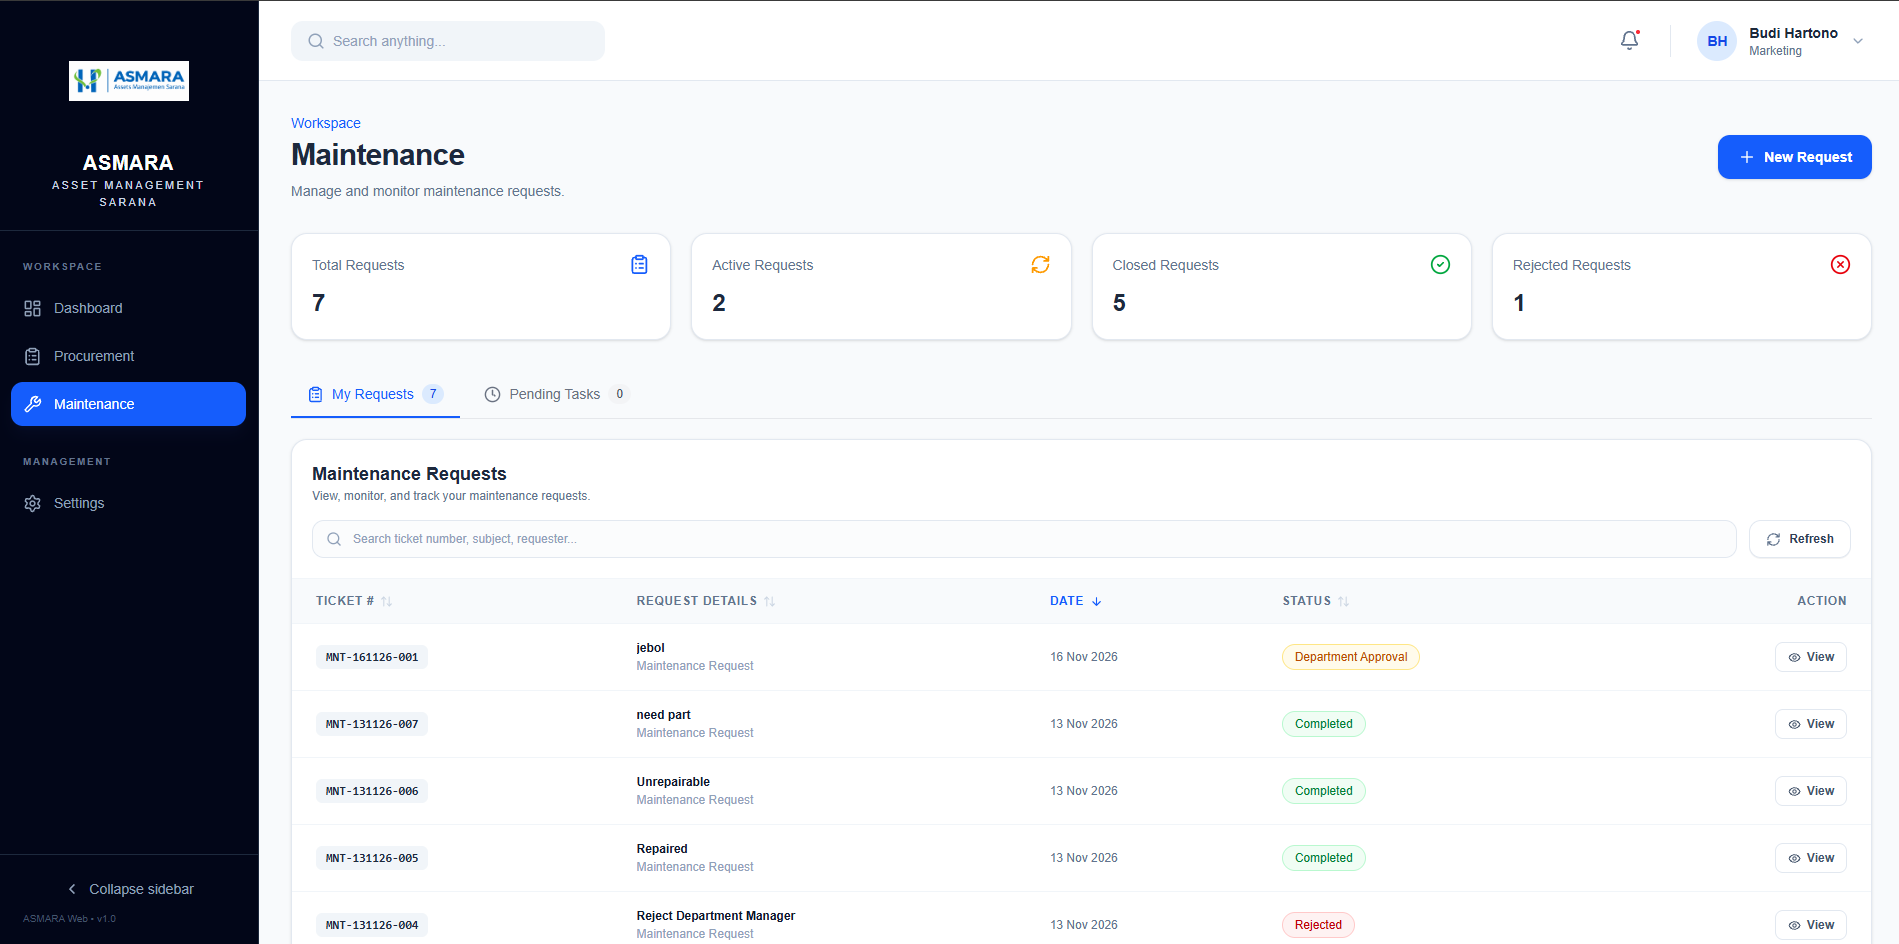 Search anything...
BH
Budi Hartono
Marketing
ASMARA
Assets Manajemen Sarana
ASMARA
ASSET MANAGEMENT
SARANA
WORKSPACE
Dashboard
Procurement
Maintenance
MANAGEMENT
Settings
Collapse sidebar
ASMARA Web • v1.0
Workspace
Maintenance
Manage and monitor maintenance requests.
New Request
Total Requests
7
Active Requests
2
Closed Requests
5
Rejected Requests
1
My Requests 7
Pending Tasks 0
Maintenance Requests
View, monitor, and track your maintenance requests.
Search ticket number, subject, requester...
Refresh
TICKET # REQUEST DETAILS DATE STATUS ACTION
MNT-161126-001
jebol
Maintenance Request
16 Nov 2026
Department Approval
View
MNT-131126-007
need part
Maintenance Request
13 Nov 2026
Completed
View
MNT-131126-006
Unrepairable
Maintenance Request
13 Nov 2026
Completed
View
MNT-131126-005
Repaired
Maintenance Request
13 Nov 2026
Completed
View
MNT-131126-004
Reject Department Manager
Maintenance Request
13 Nov 2026
Rejected
View